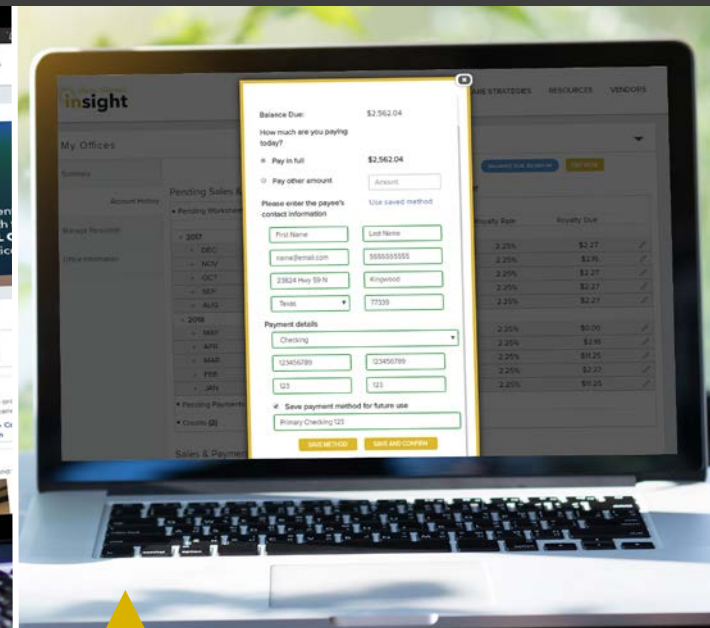 insight
ARE STRATEGIES RESOURCES VENDORS
My Offices
Summary
Account History
Manage Personnel
Office Information
Pending Sales &
Pending Worksheet
2017
DEC
NOV
OCT
SEP
AUG
2018
MAY
APR
MAR
FEB
JAN
Pending Payments
Credits (2)
Sales & Paymen
Balance Due: $2,562.04
How much are you paying
today?
Pay in full $2,562.04
Pay other amount Amount
Please enter the payee's Use saved method
contact information
First Name Last Name
name@email.com 5555555555
23824 Hwy 59 N Kingwood
Texas 77339
Payment details
Checking
123456789 123456789
123 123
Save payment method for future use
Primary Checking 123
SAVE METHOD SAVE AND CONFIRM
Royalty Rate Royalty Due
2.25% $2.27
2.25% $2.16
2.25% $2.27
2.25% $2.27
2.25% $2.27
2.25% $0.00
2.25% $2.16
2.25% $11.25
2.25% $2.27
2.25% $11.25